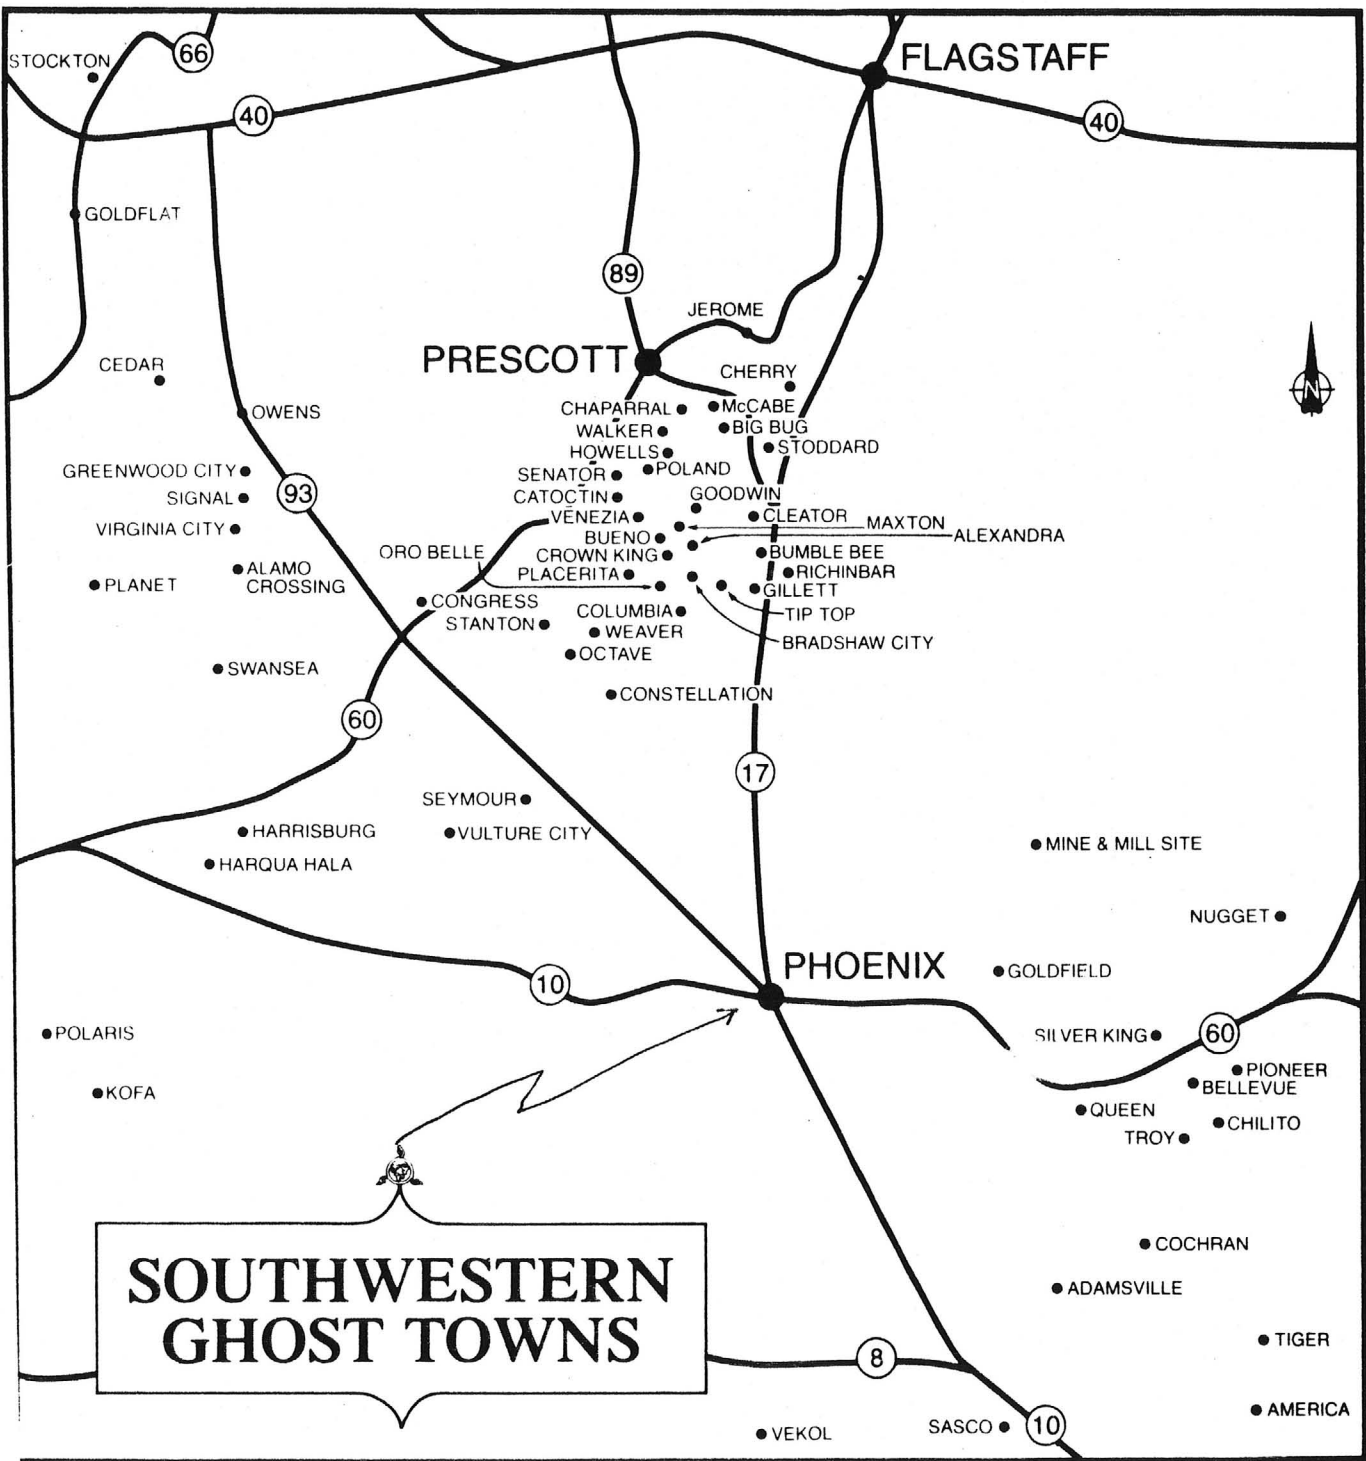 66
STOCKTON
FLAGSTAFF
40
40
GOLDFLAT
89
JEROME
PRESCOTT
CEDAR
CHERRY
OWENS
CHAPARRAL
McCABE
WALKER
BIG BUG
HOWELLS
STODDARD
GREENWOOD CITY
POLAND
SENATOR
93
SIGNAL
CATOCTIN
GOODWIN
VENEZIA
CLEATOR
MAXTON
VIRGINIA CITY
BUENO
ALEXANDRA
ORO BELLE
CROWN KING
BUMBLE BEE
ALAMO
CROSSING
PLACERITA
RICHINBAR
PLANET
GILLETT
CONGRESS
COLUMBIA
TIP TOP
STANTON
WEAVER
BRADSHAW CITY
OCTAVE
SWANSEA
CONSTELLATION
60
17
SEYMOUR
HARRISBURG
VULTURE CITY
MINE & MILL SITE
HARQUA HALA
NUGGET
PHOENIX
GOLDFIELD
10
POLARIS
SILVER KING
60
PIONEER
BELLEVUE
KOFA
QUEEN
CHILITO
TROY
COCHRAN
ADAMSVILLE
SOUTHWESTERN
GHOST TOWNS
TIGER
8
AMERICA
SASCO
10
VEKOL
N